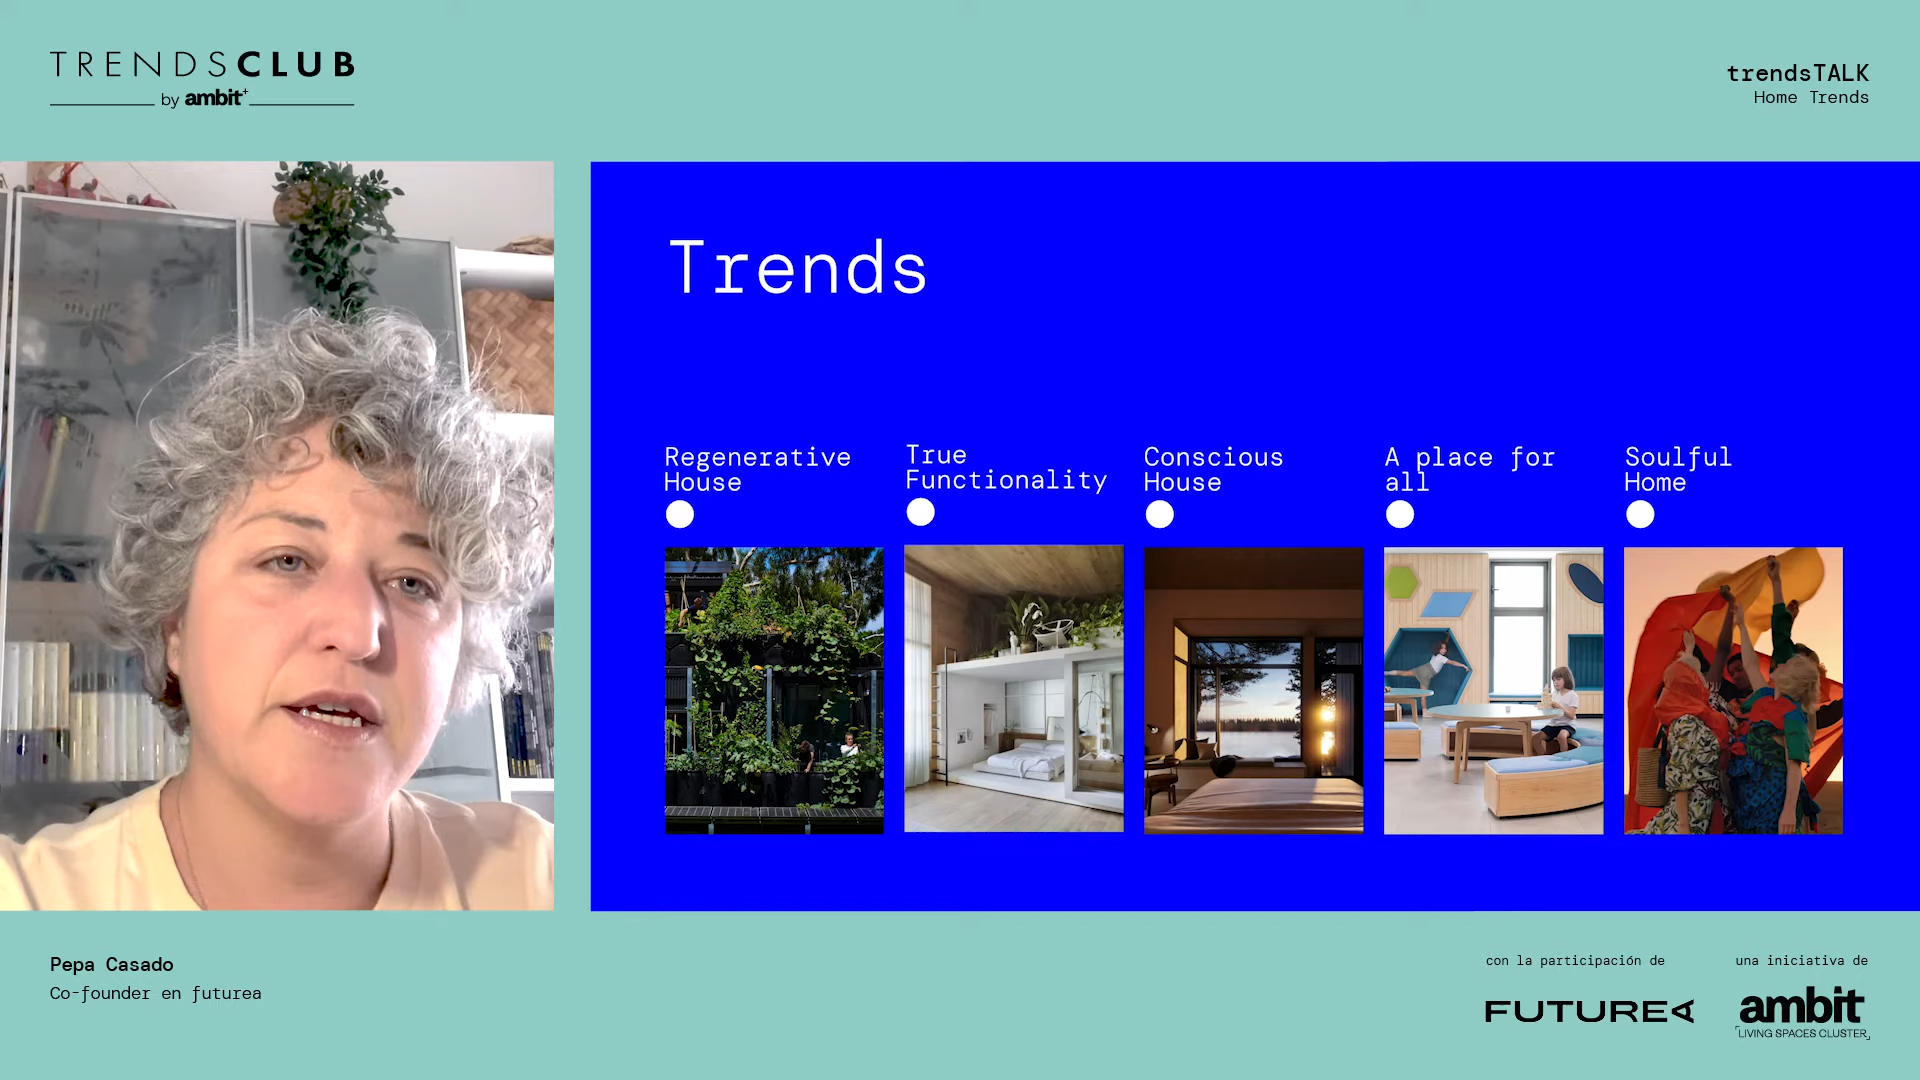 TRENDSCLUB
by ambit+
trendsTALK
Home Trends
Trends
Regenerative
House
True
Functionality
Conscious
House
A place for
all
Soulful
Home
Pepa Casado
Co-founder en futurea
con la participación de
FUTUREA
una iniciativa de
ambit
LIVING SPACES CLUSTER